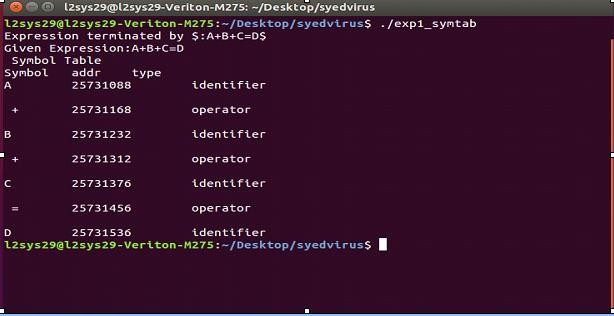 l2sys29@l2sys29-Veriton-M275: ~/Desktop/syedvirus
l2sys29@l2sys29-Veriton-M275:~/Desktop/syedvirus$ ./exp1_symtab
Expression terminated by $:A+B+C=D$
Given Expression:A+B+C=D
Symbol Table
Symbol addr type
A 25731088 identifier
+ 25731168 operator
B 25731232 identifier
+ 25731312 operator
C 25731376 identifier
= 25731456 operator
D 25731536 identifier
l2sys29@l2sys29-Veriton-M275:~/Desktop/syedvirus$